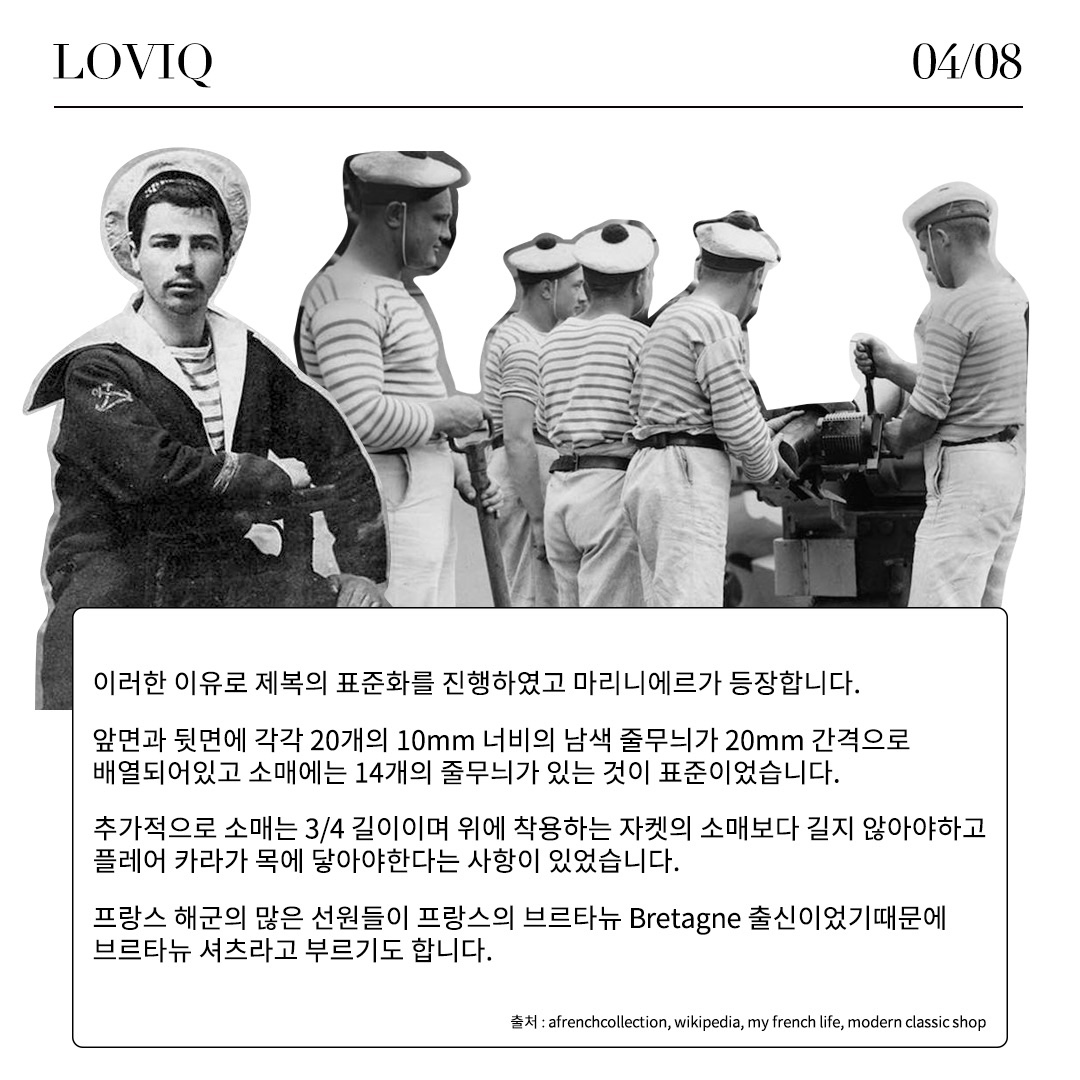 LOVIQ
04/08
이러한 이유로 제복의 표준화를 진행하였고 마리니에르가 등장합니다.
앞면과 뒷면에 각각 20개의 10mm 너비의 남색 줄무늬가 20mm 간격으로
배열되어있고 소매에는 14개의 줄무늬가 있는 것이 표준이었습니다.
추가적으로 소매는 3/4 길이이며 위에 착용하는 자켓의 소매보다 길지 않아야하고
플레어 카라가 목에 닿아야한다는 사항이 있었습니다.
프랑스 해군의 많은 선원들이 프랑스의 브르타뉴 Bretagne 출신이었기때문에
브르타뉴 셔츠라고 부르기도 합니다.
출처 : afrenchcollection, wikipedia, my french life, modern classic shop